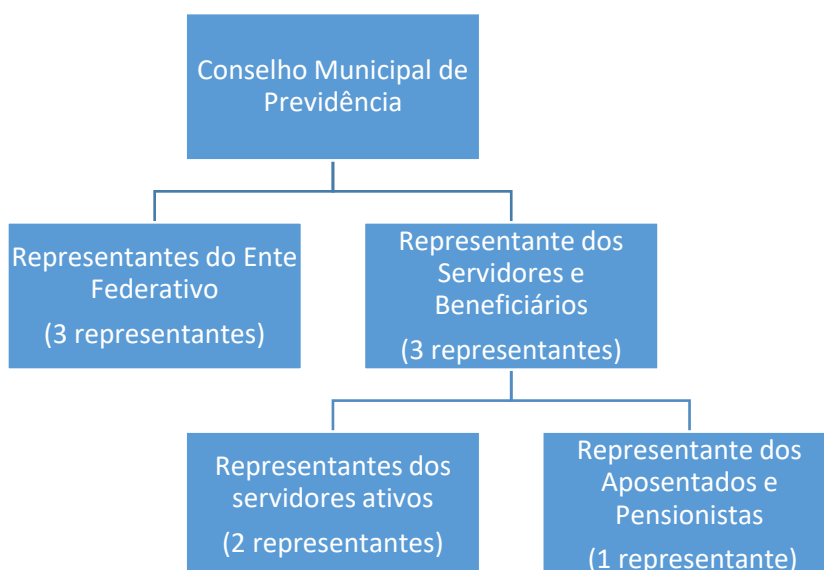 Conselho Municipal de
Previdência
Representantes do Ente
Federativo
(3 representantes)
Representante dos
Servidores e
Beneficiários
(3 representantes)
Representantes dos
servidores ativos
(2 representantes)
Representante dos
Aposentados e
Pensionistas
(1 representante)